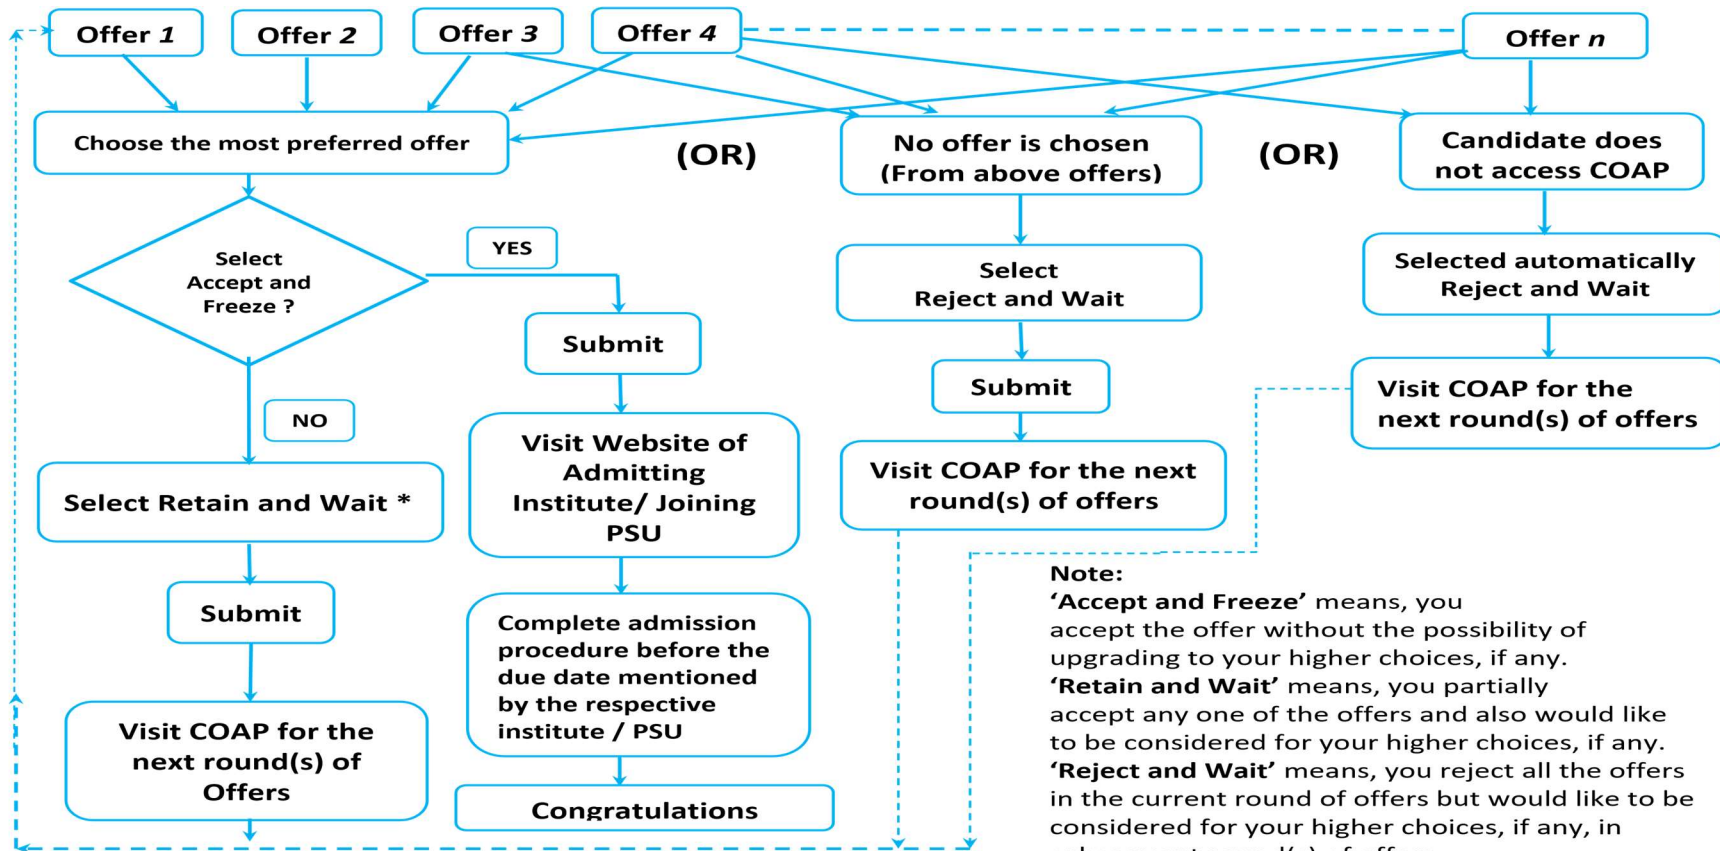 Offer 1
Offer 2
Offer 3
Offer 4
Offer n
Choose the most preferred offer
(OR)
No offer is chosen
(From above offers)
(OR)
Candidate does
not access COAP
Select
Accept and
Freeze ?
YES
NO
Submit
Visit Website of
Admitting
Institute/ Joining
PSU
Complete admission
procedure before the
due date mentioned
by the respective
institute / PSU
Congratulations
Select Retain and Wait *
Submit
Visit COAP for the
next round(s) of
Offers
Select
Reject and Wait
Submit
Visit COAP for the next
round(s) of offers
Selected automatically
Reject and Wait
Visit COAP for the
next round(s) of offers
Note:
‘Accept and Freeze’ means, you
accept the offer without the possibility of
upgrading to your higher choices, if any.
‘Retain and Wait’ means, you partially
accept any one of the offers and also would like
to be considered for your higher choices, if any.
‘Reject and Wait’ means, you reject all the offers
in the current round of offers but would like to be
considered for your higher choices, if any, in